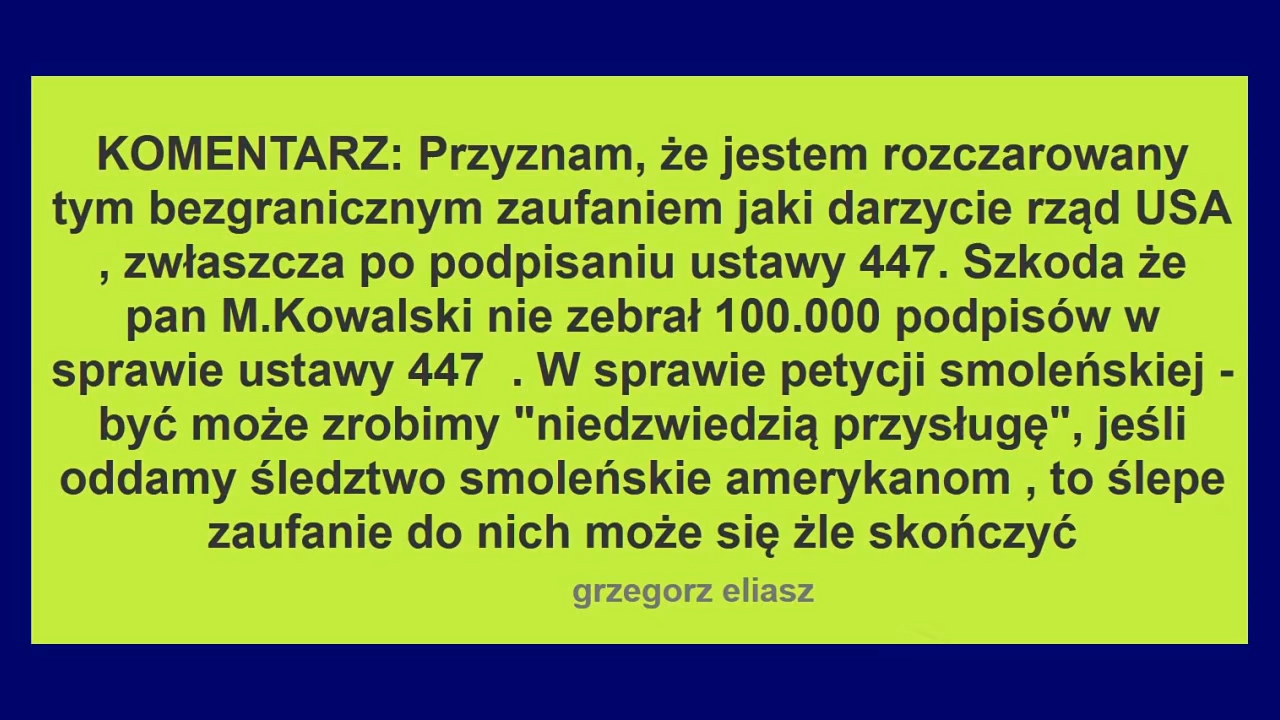 KOMENTARZ: Przyznam, że jestem rozczarowany
tym bezgranicznym zaufaniem jaki darzycie rząd USA
, zwłaszcza po podpisaniu ustawy 447. Szkoda że
pan M.Kowalski nie zebrał 100.000 podpisów w
sprawie ustawy 447  . W sprawie petycji smoleńskiej -
być może zrobimy "niedzwiedzią przysługę", jeśli
oddamy śledztwo smoleńskie amerykanom , to ślepe
zaufanie do nich może się żle skończyć
grzegorz eliasz